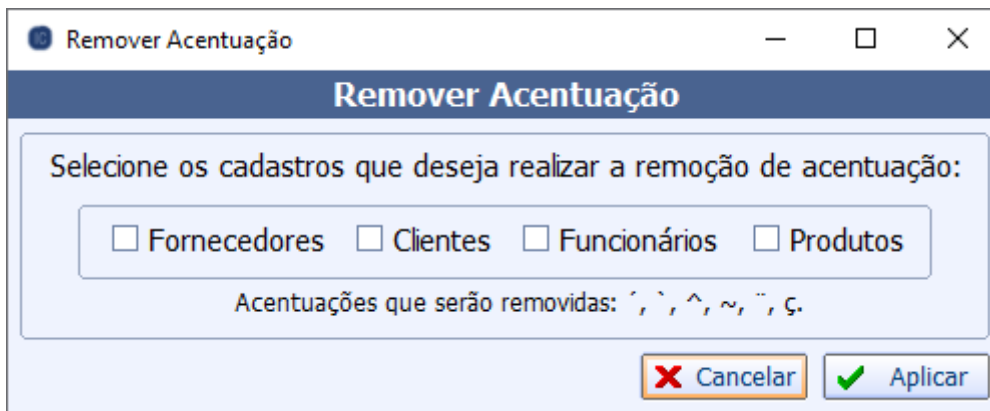 Remover Acentuação
Remover Acentuação
Selecione os cadastros que deseja realizar a remoção de acentuação:
Fornecedores Clientes Funcionários Produtos
Acentuações que serão removidas: ´, `, ^, ~, ¨, ç.
Cancelar Aplicar